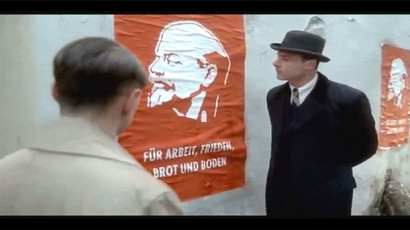 FÜR ARBEIT, FRIEDEN,
BROT UND BODEN